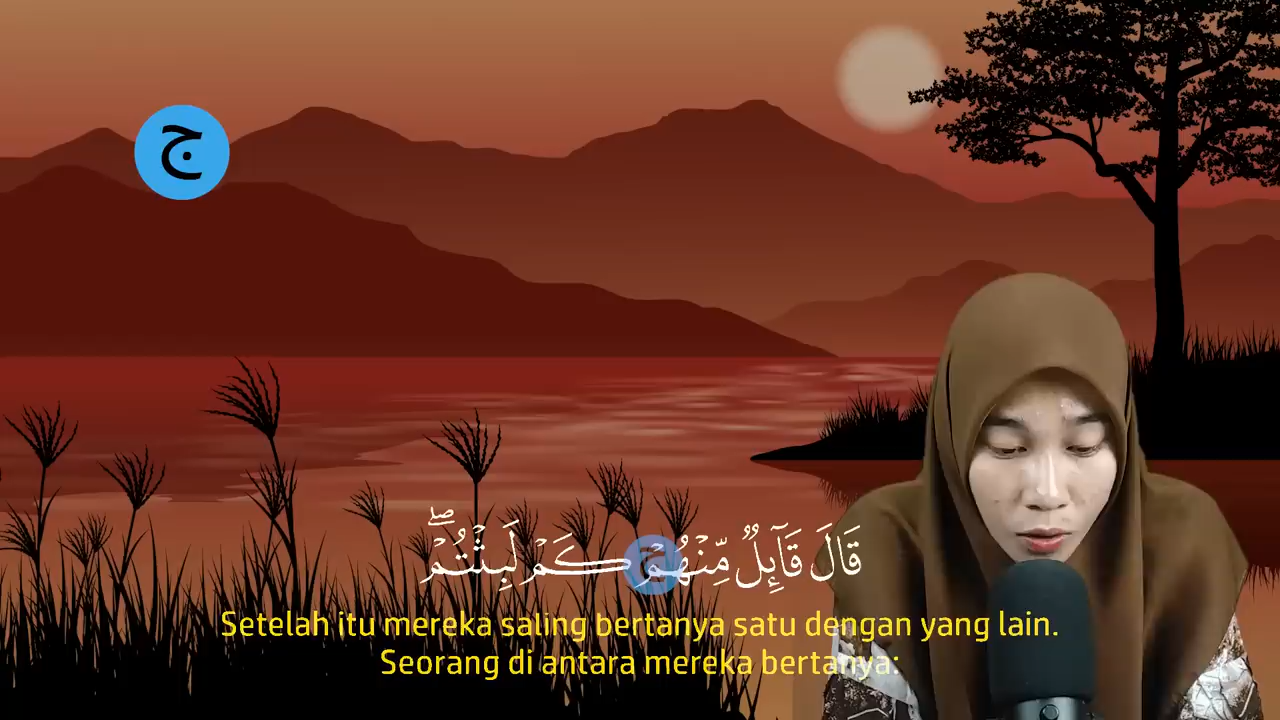 ج
قَالَ قَآئِلٌ مِّنْهُمْ كَمْ لَبِثْتُمْ ۖ
Setelah itu mereka saling bertanya satu dengan yang lain.
Seorang di antara mereka bertanya: